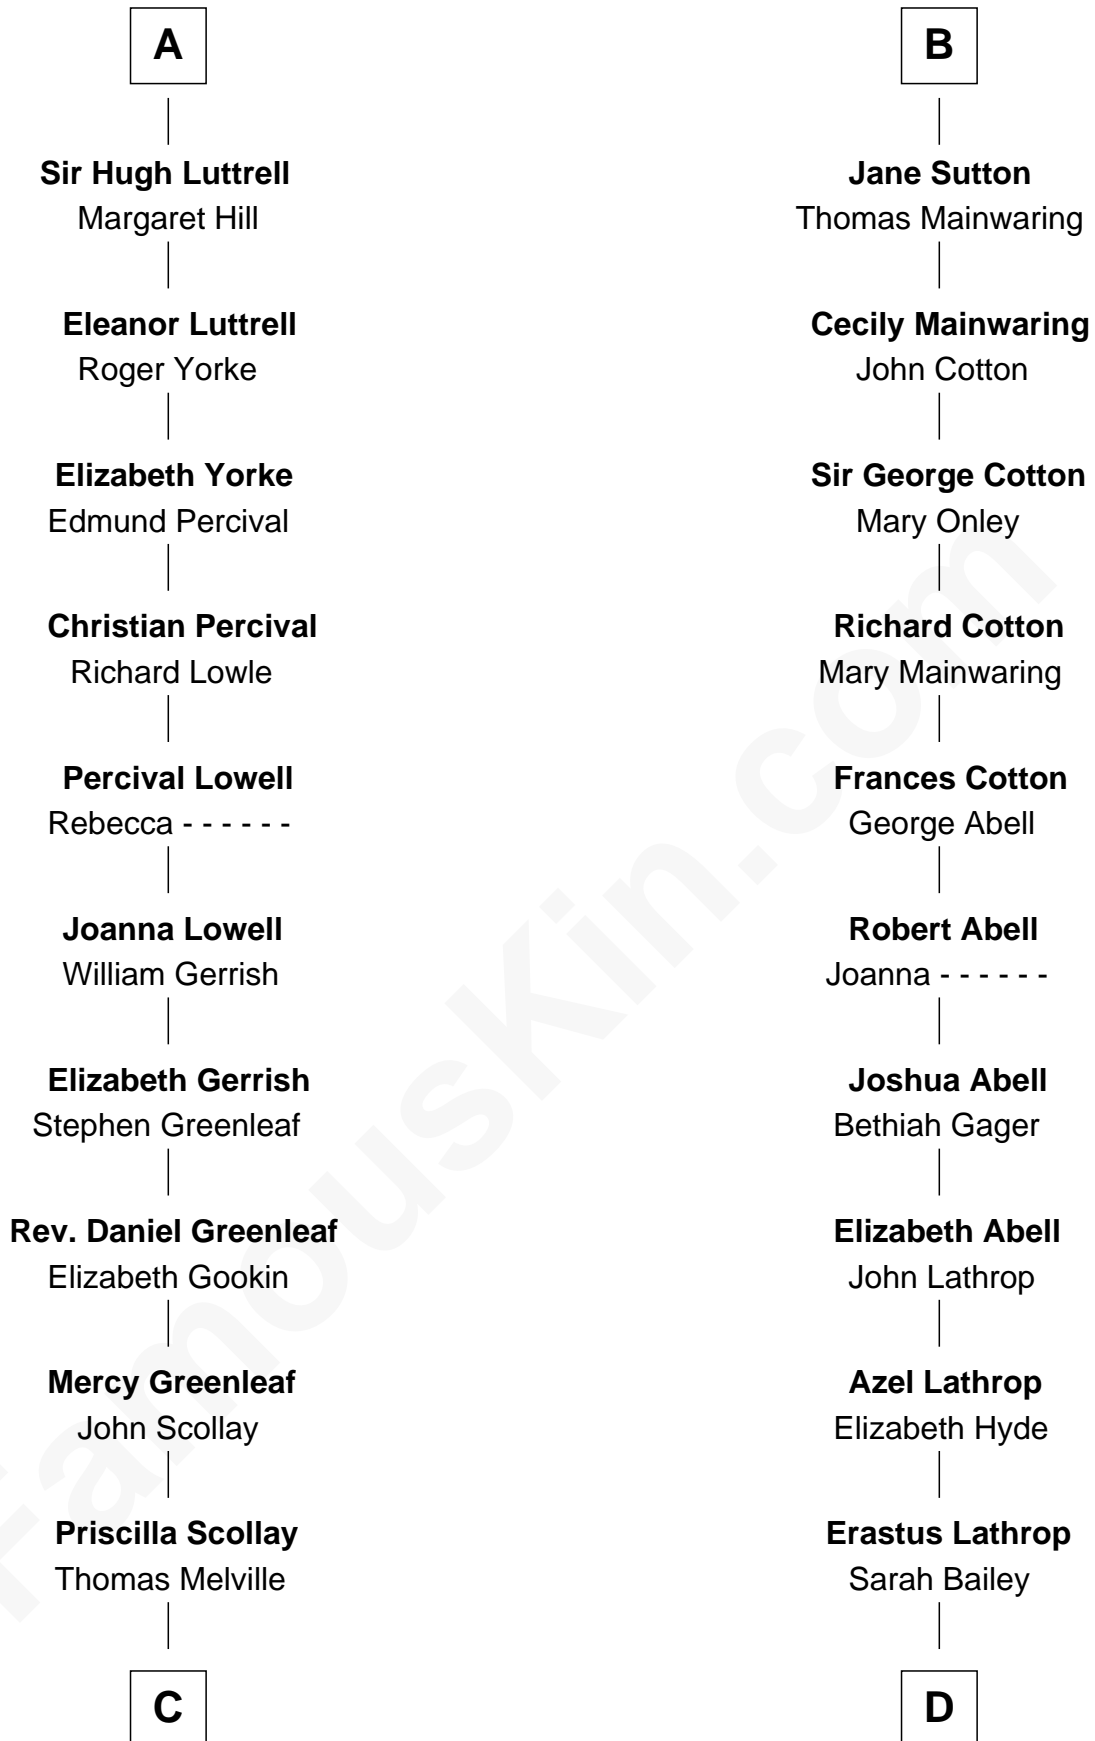 A
Sir Hugh Luttrell
Margaret Hill
Eleanor Luttrell
Roger Yorke
Elizabeth Yorke
Edmund Percival
Christian Percival
Richard Lowle
Percival Lowell
Rebecca - - - - - -
Joanna Lowell
William Gerrish
Elizabeth Gerrish
Stephen Greenleaf
Rev. Daniel Greenleaf
Elizabeth Gookin
Mercy Greenleaf
John Scollay
Priscilla Scollay
Thomas Melville
C
B
Jane Sutton
Thomas Mainwaring
Cecily Mainwaring
John Cotton
Sir George Cotton
Mary Onley
Richard Cotton
Mary Mainwaring
Frances Cotton
George Abell
Robert Abell
Joanna - - - - - -
Joshua Abell
Bethiah Gager
Elizabeth Abell
John Lathrop
Azel Lathrop
Elizabeth Hyde
Erastus Lathrop
Sarah Bailey
D
FamousKin.com